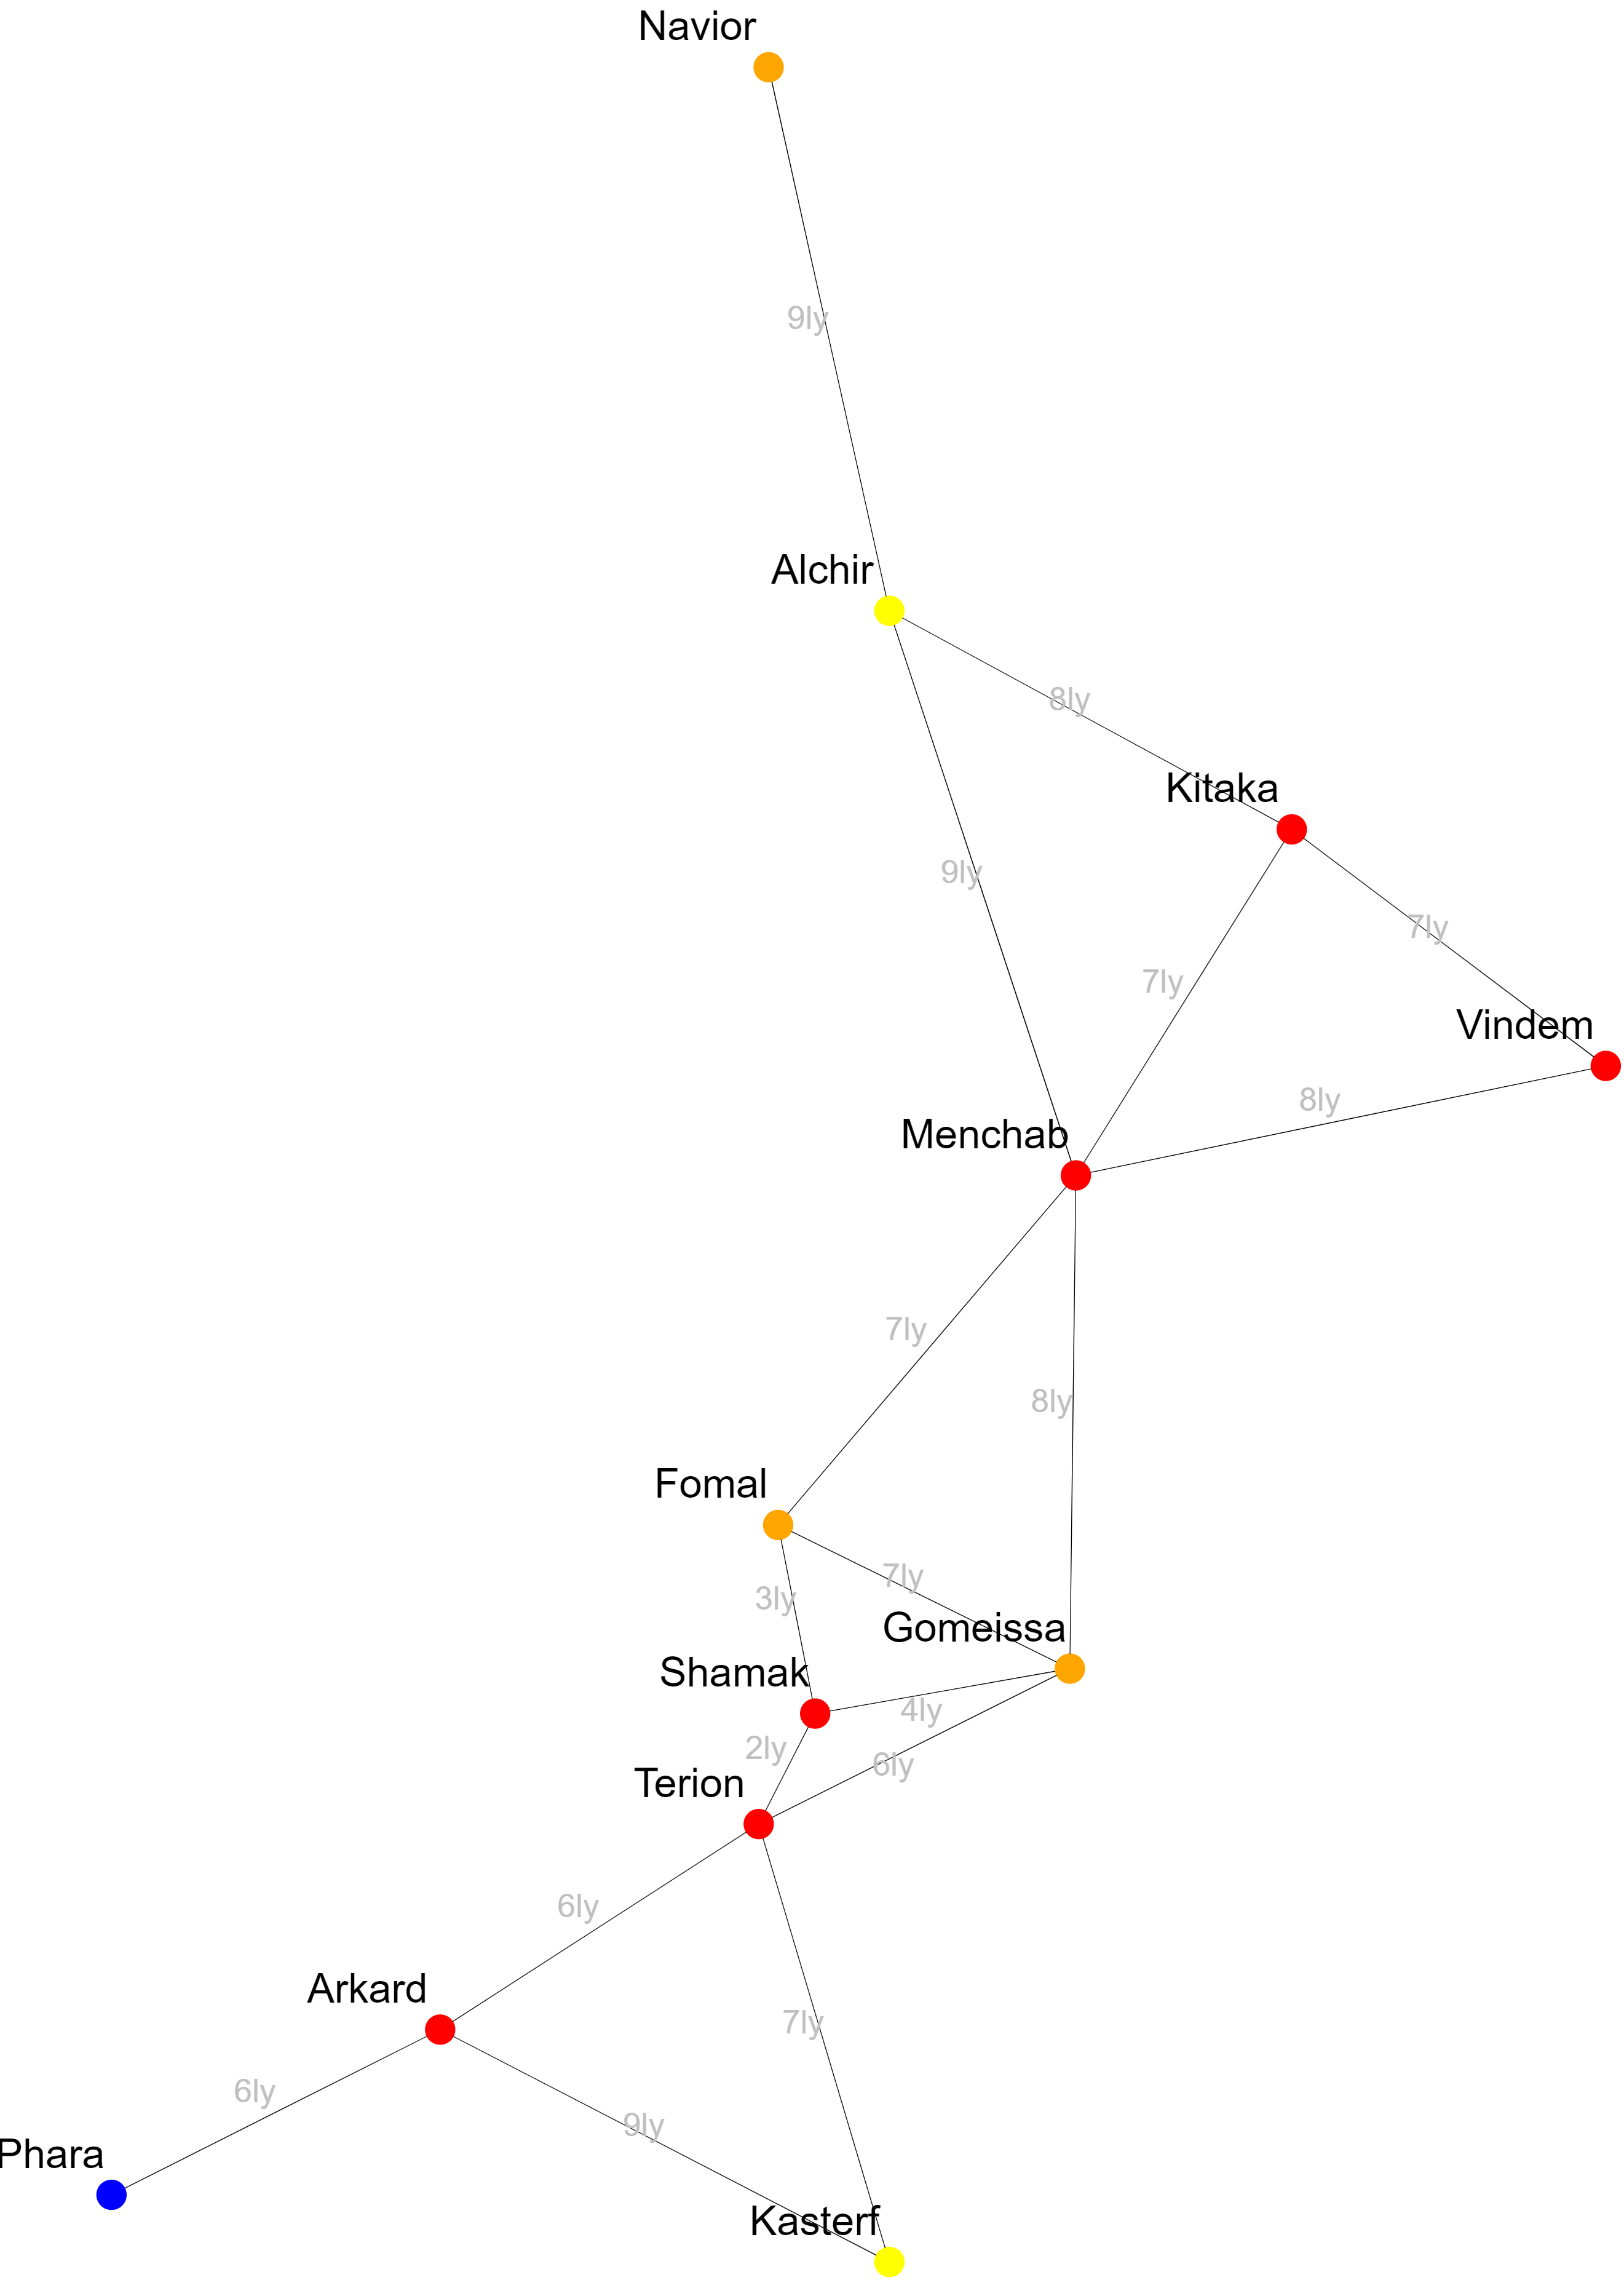 Navior
9ly
Alchir
8ly
Kitaka
9ly
7ly
7ly
Vindem
8ly
Menchab
7ly
8ly
Fomal
7ly
3ly
Gomeissa
Shamak
4ly
2ly
6ly
Terion
6ly
Arkard
7ly
6ly
9ly
Phara
Kasterf